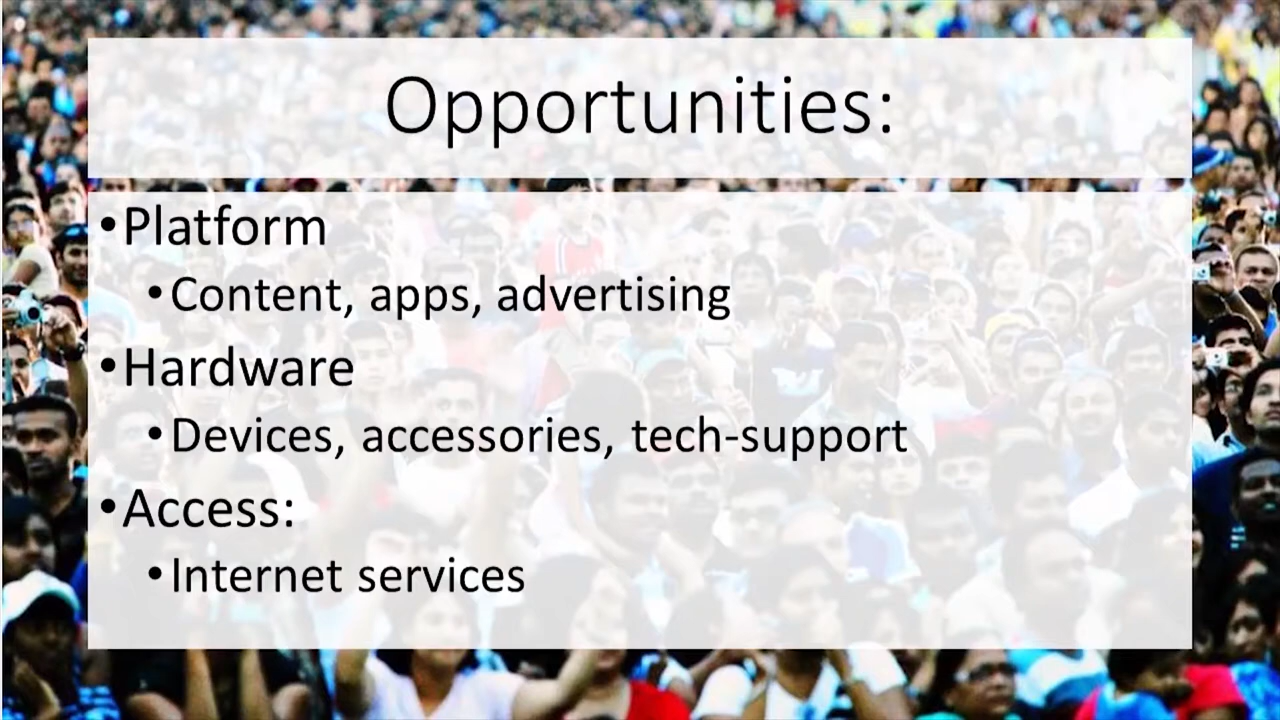 Opportunities:
•Platform
•Content, apps, advertising
•Hardware
•Devices, accessories, tech-support
•Access:
•Internet services